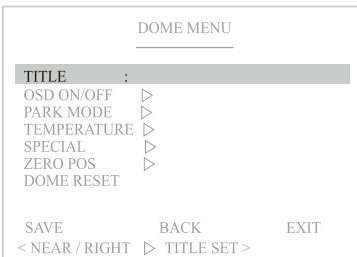 DOME MENU
TITLE :
OSD ON/OFF ▷
PARK MODE ▷
TEMPERATURE ▷
SPECIAL ▷
ZERO POS ▷
DOME RESET
SAVE BACK EXIT
< NEAR / RIGHT ▷ TITLE SET >